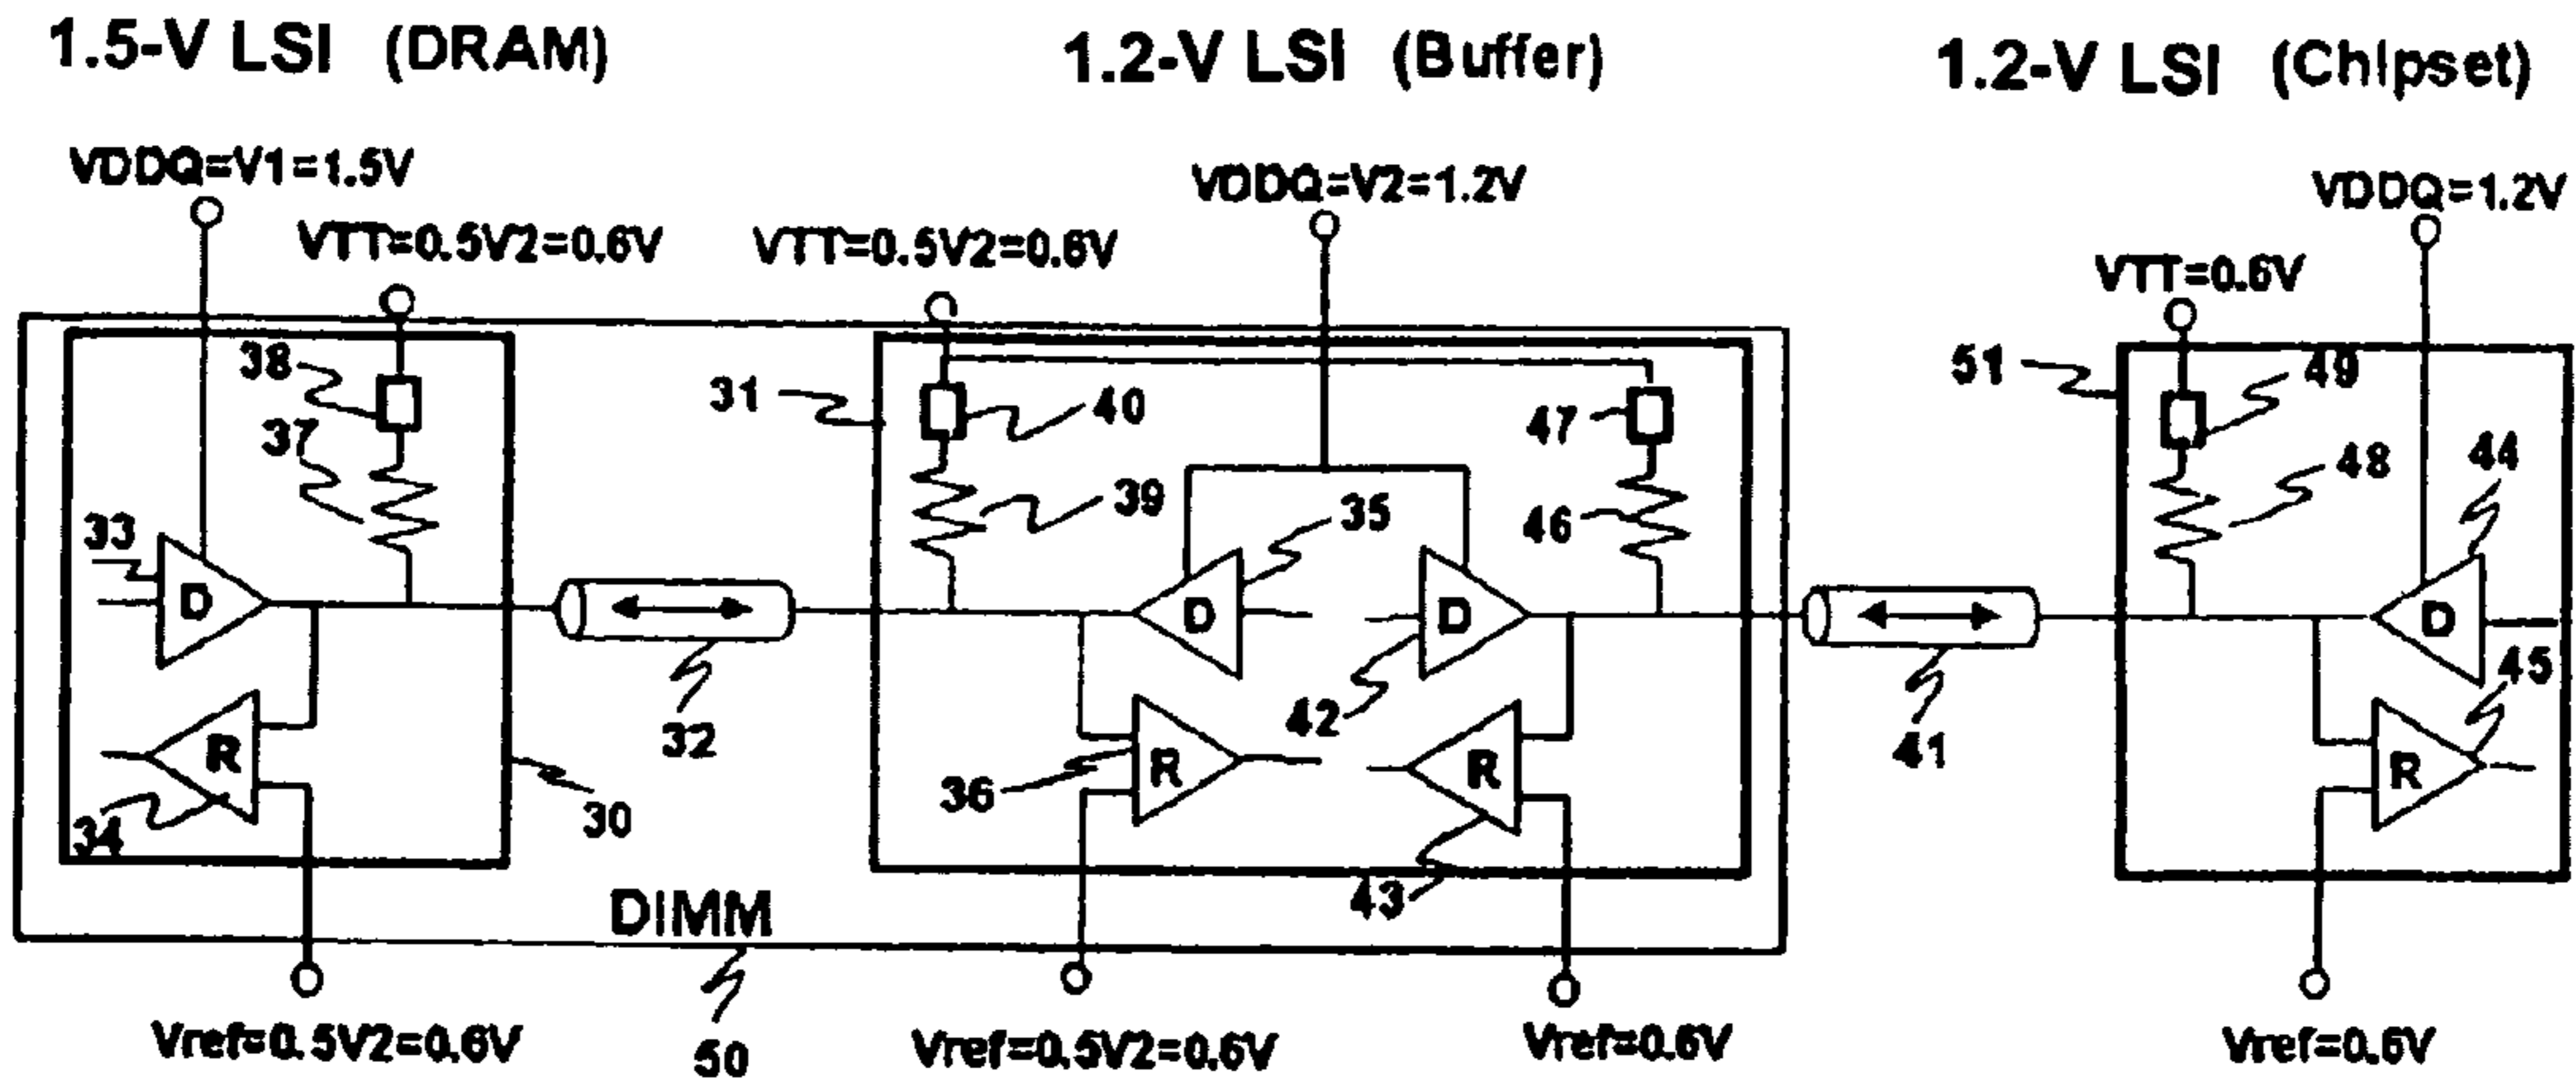 1.5-V LSI (DRAM)
1.2-V LSI (Buffer)
1.2-V LSI (Chipset)
VDDQ=V1=1.5V
VDDQ=V2=1.2V
VDDQ=1.2V
VTT=0.5V2=0.6V
VTT=0.5V2=0.6V
VTT=0.6V
38
31
40
47
51
49
37
39
35
46
48
44
33
D
D
D
D
32
42
41
45
R
36
R
R
R
34
30
43
DIMM
Vref=0.5V2=0.6V
50
Vref=0.5V2=0.6V
Vref=0.6V
Vref=0.6V